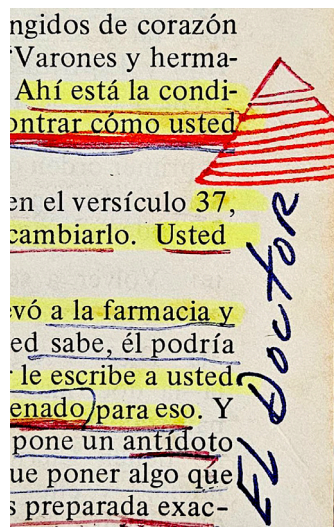 ngidos de corazón
"Varones y herma-
Ahí está la condi-
ontrar cómo usted
en el versículo 37,
cambiarlo. Usted
evó a la farmacia y
ed sabe, él podría
r le escribe a usted
enado) para eso. Y
pone un antídoto
ue poner algo que
s preparada exac-
EL DOCTOR